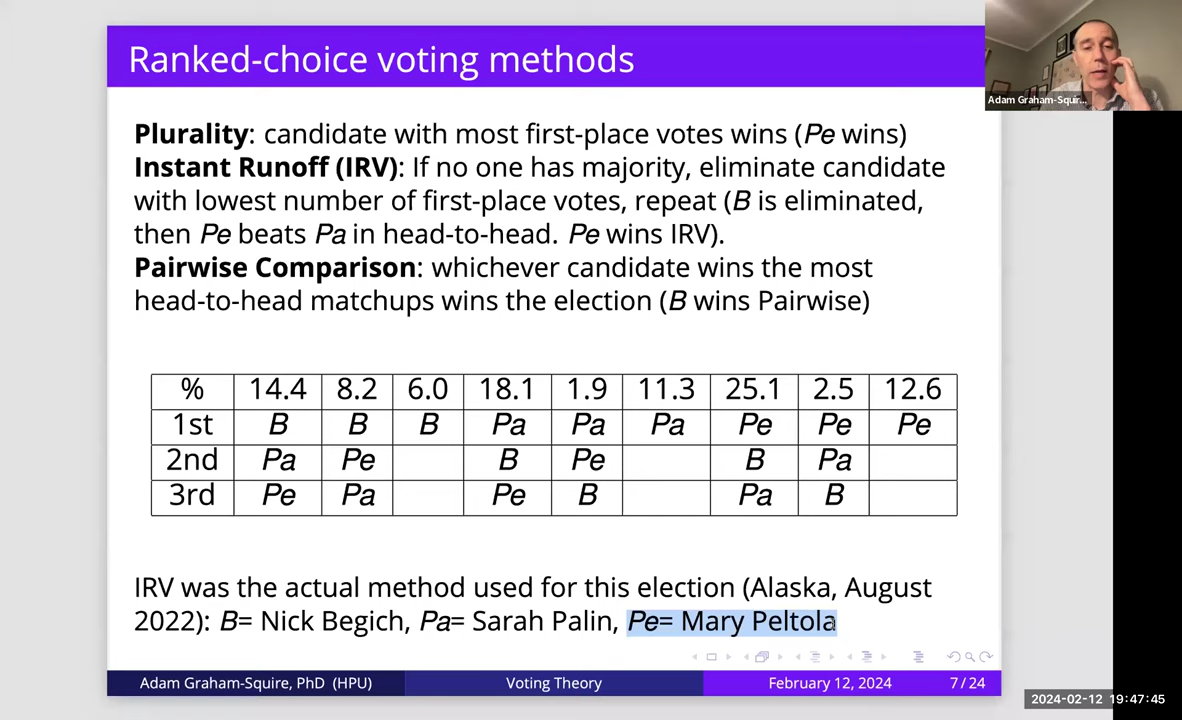 Ranked-choice voting methods
Adam Graham-Squir...
Plurality: candidate with most first-place votes wins (Pe wins)
Instant Runoff (IRV): If no one has majority, eliminate candidate
with lowest number of first-place votes, repeat (B is eliminated,
then Pe beats Pa in head-to-head. Pe wins IRV).
Pairwise Comparison: whichever candidate wins the most
head-to-head matchups wins the election (B wins Pairwise)
% 14.4 8.2 6.0 18.1 1.9 11.3 25.1 2.5 12.6
1st B B B Pa Pa Pa Pe Pe Pe
2nd Pa Pe B Pe B Pa
3rd Pe Pa Pe B Pa B
IRV was the actual method used for this election (Alaska, August
2022): B= Nick Begich, Pa= Sarah Palin, Pe= Mary Peltola
Adam Graham-Squire, PhD (HPU) Voting Theory February 12, 2024 7 / 24
2024-02-12 19:47:45